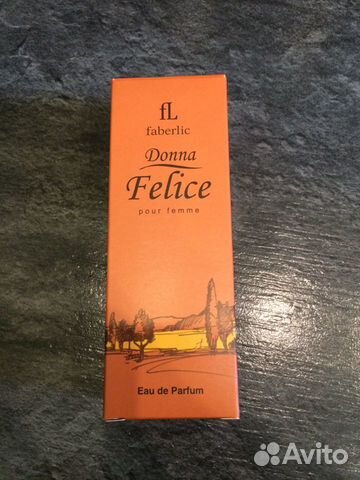 fL
faberlic
Donna
Felice
pour femme
Eau de Parfum
Avito